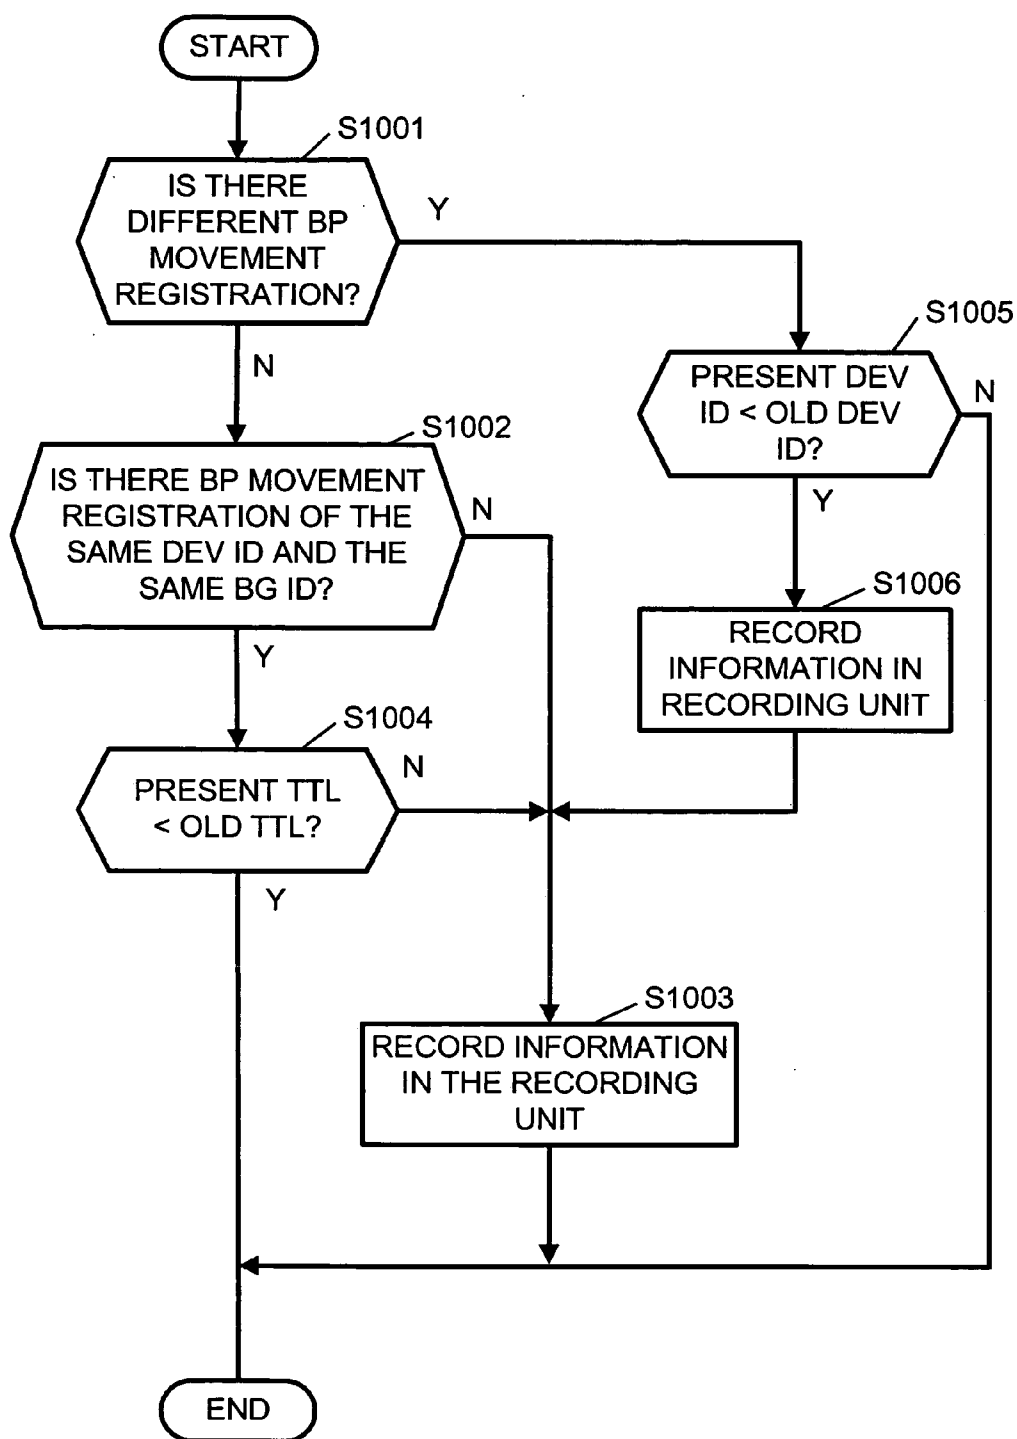 START
S1001
IS THERE
DIFFERENT BP
MOVEMENT
REGISTRATION?
Y
N
S1005
PRESENT DEV
ID < OLD DEV
ID?
N
Y
S1002
IS THERE BP MOVEMENT
REGISTRATION OF THE
SAME DEV ID AND THE
SAME BG ID?
N
Y
S1006
RECORD
INFORMATION IN
RECORDING UNIT
S1004
PRESENT TTL
< OLD TTL?
N
Y
S1003
RECORD INFORMATION
IN THE RECORDING
UNIT
END